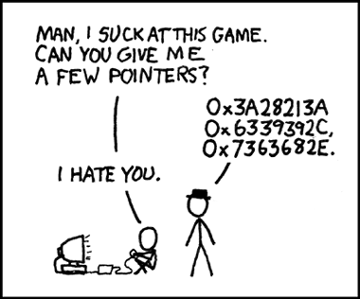 MAN, I SUCK AT THIS GAME.
CAN YOU GIVE ME
A FEW POINTERS?
0x3A28213A
0x6339392C,
0x7363682E.
I HATE YOU.